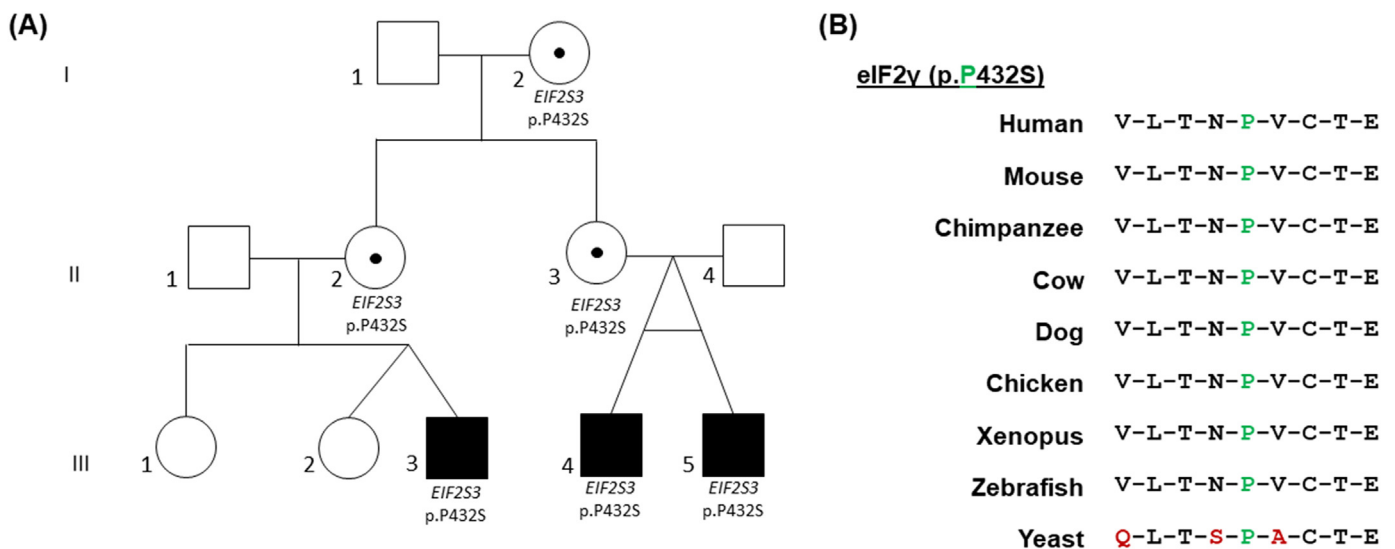 (A)
I
1
2
EIF2S3
p.P432S
II
1
2
EIF2S3
p.P432S
3
EIF2S3
p.P432S
4
III
1
2
3
EIF2S3
p.P432S
4
EIF2S3
p.P432S
5
EIF2S3
p.P432S
(B)
eIF2γ (p.P432S)
Human V-L-T-N-P-V-C-T-E
Mouse V-L-T-N-P-V-C-T-E
Chimpanzee V-L-T-N-P-V-C-T-E
Cow V-L-T-N-P-V-C-T-E
Dog V-L-T-N-P-V-C-T-E
Chicken V-L-T-N-P-V-C-T-E
Xenopus V-L-T-N-P-V-C-T-E
Zebrafish V-L-T-N-P-V-C-T-E
Yeast Q-L-T-S-P-A-C-T-E